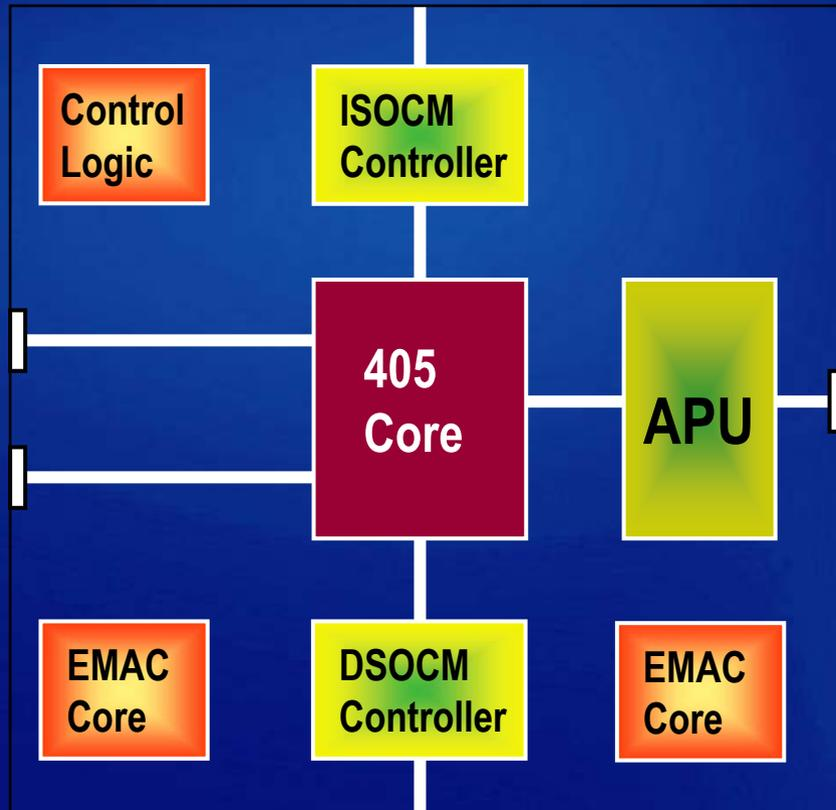 Control
Logic
ISOCM
Controller
405
Core
APU
EMAC
Core
DSOCM
Controller
EMAC
Core